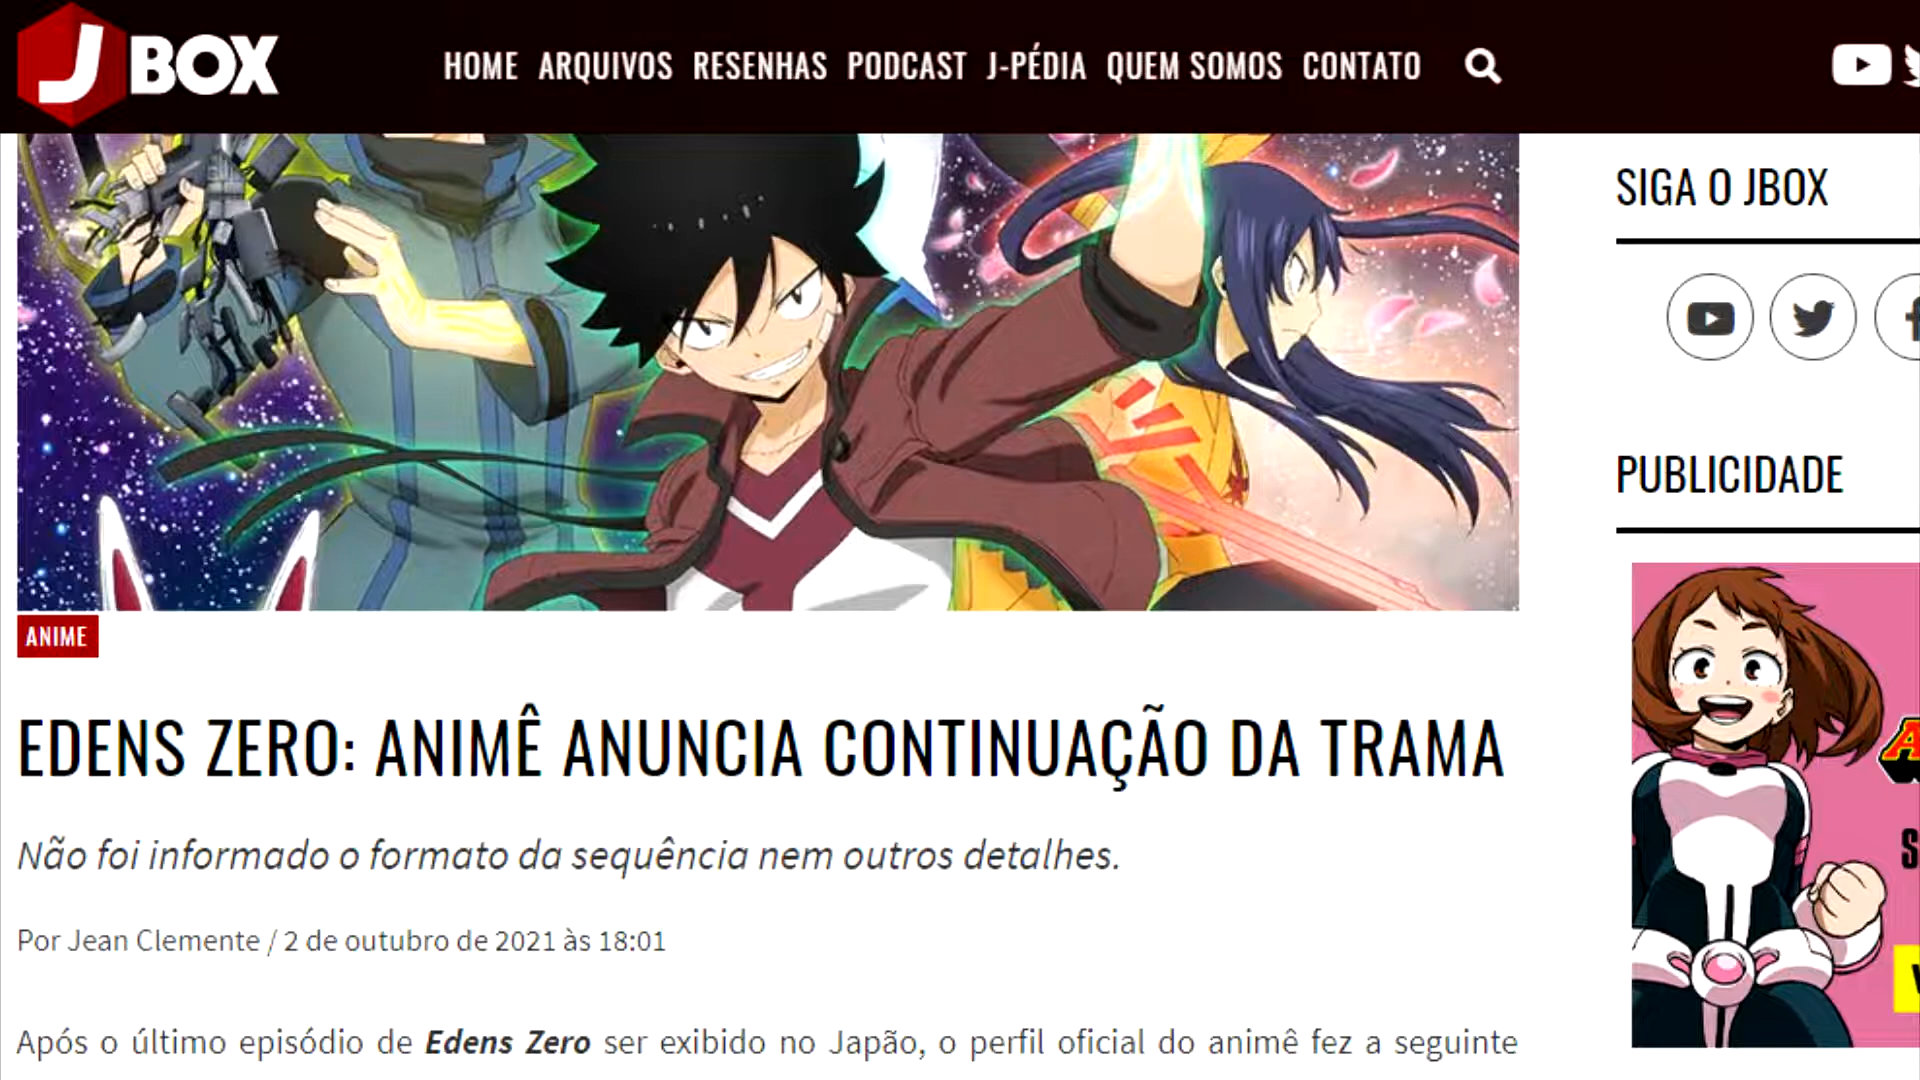 J BOX
HOME ARQUIVOS RESENHAS PODCAST J-PÉDIA QUEM SOMOS CONTATO
SIGA O JBOX
PUBLICIDADE
ANIME
EDENS ZERO: ANIMÊ ANUNCIA CONTINUAÇÃO DA TRAMA
Não foi informado o formato da sequência nem outros detalhes.
Por Jean Clemente / 2 de outubro de 2021 às 18:01
Após o último episódio de Edens Zero ser exibido no Japão, o perfil oficial do animê fez a seguinte